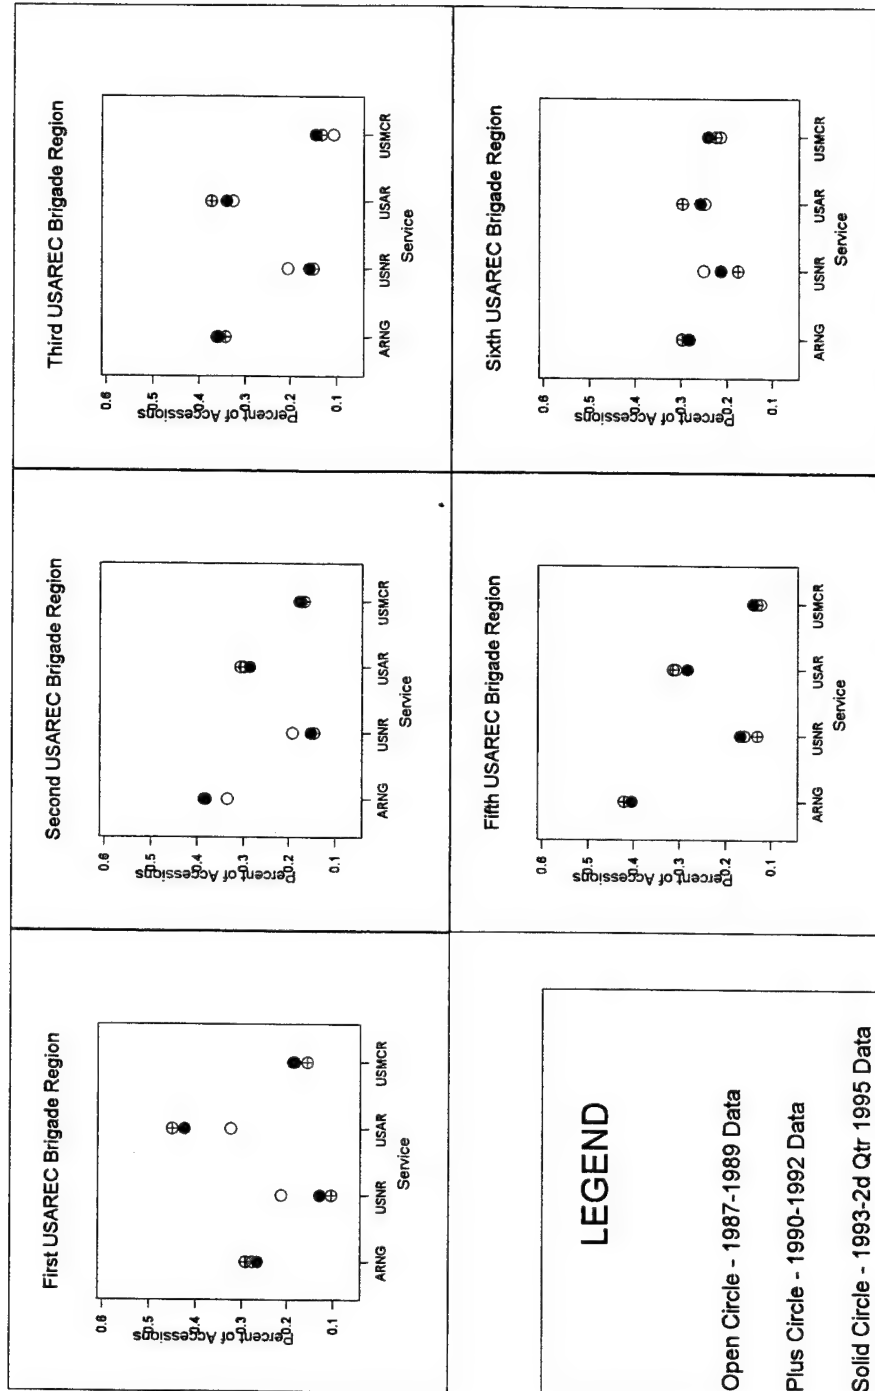 First USAREC Brigade Region
0.6
0.5
0.4
0.3
0.2
0.1
Percent of Accessions
ARNG USNR USAR USMCR
Service
Second USAREC Brigade Region
0.6
0.5
0.4
0.3
0.2
0.1
Percent of Accessions
ARNG USNR USAR USMCR
Service
Third USAREC Brigade Region
0.6
0.5
0.4
0.3
0.2
0.1
Percent of Accessions
ARNG USNR USAR USMCR
Service
LEGEND
Open Circle - 1987-1989 Data
Plus Circle - 1990-1992 Data
Solid Circle - 1993-2d Qtr 1995 Data
Fifth USAREC Brigade Region
0.6
0.5
0.4
0.3
0.2
0.1
Percent of Accessions
ARNG USNR USAR USMCR
Service
Sixth USAREC Brigade Region
0.6
0.5
0.4
0.3
0.2
0.1
Percent of Accessions
ARNG USNR USAR USMCR
Service